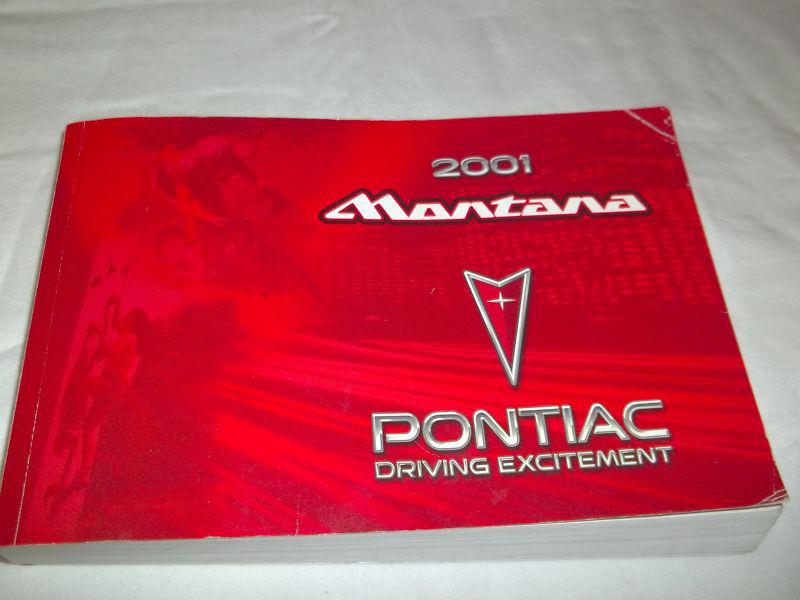 2001
Montana
PONTIAC
DRIVING EXCITEMENT